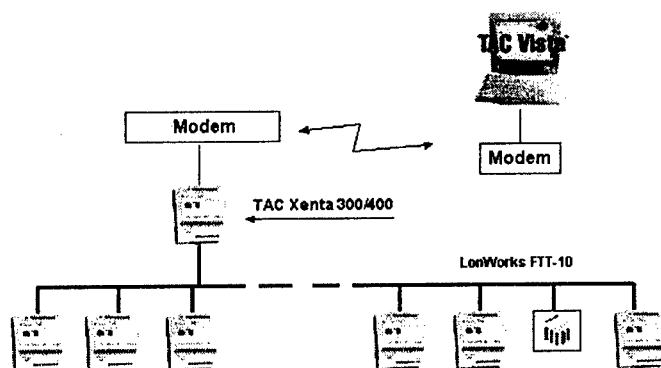 TAC Vista
Modem
Modem
TAC Xenta 300/400
LonWorks FTT-10